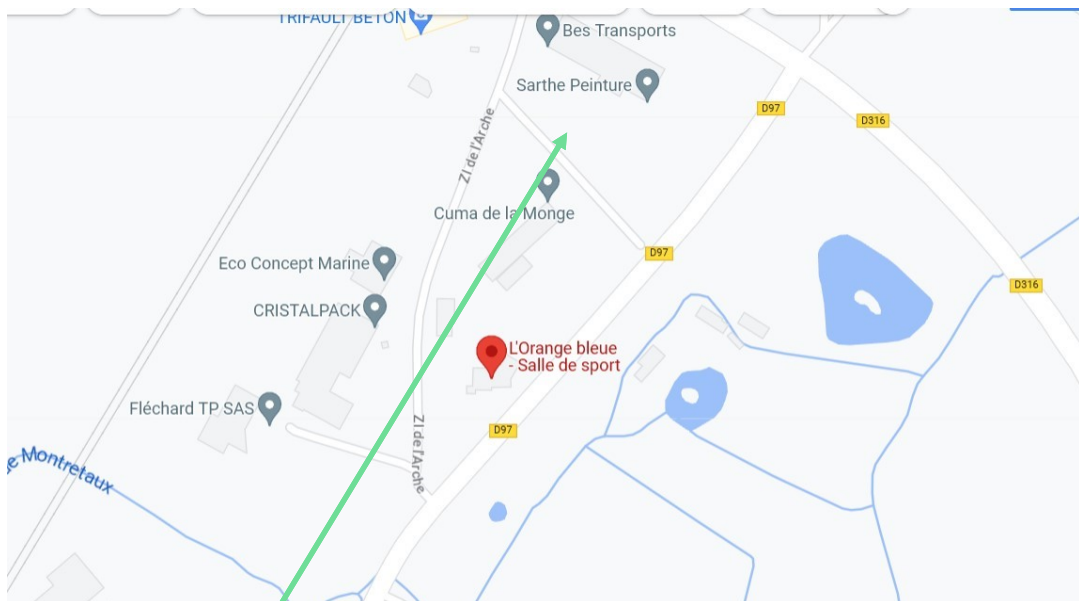 TRIFAULT BETON
Bes Transports
Sarthe Peinture
D97
D316
ZI de l'Arche
Cuma de la Monge
D97
Eco Concept Marine
D316
CRISTALPACK
L'Orange bleue
- Salle de sport
Fléchard TP SAS
D97
ZI de l'Arche
Montretaux